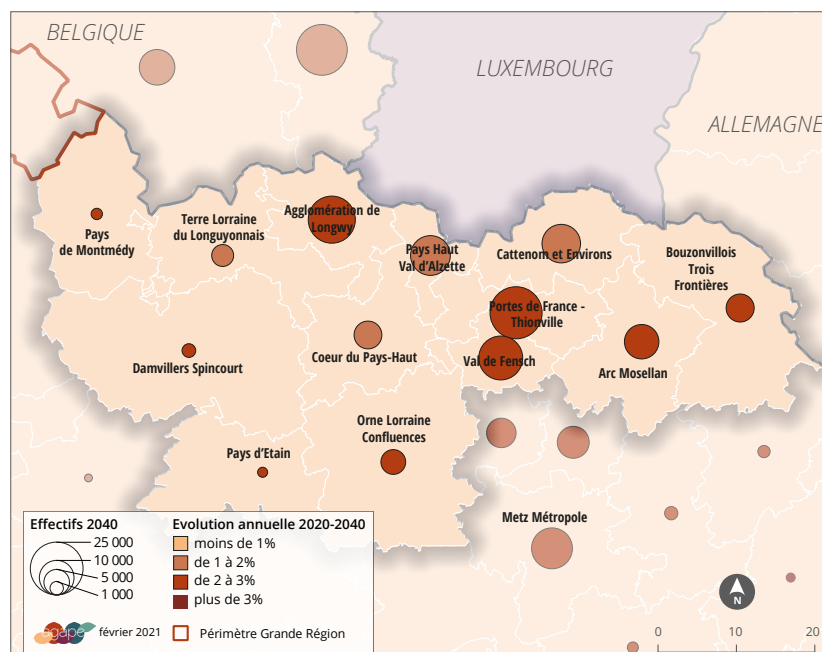 BELGIQUE
LUXEMBOURG
ALLEMAGNE
Pays
de Montmédy
Terre Lorraine
du Longuyonnais
Agglomération de
Longwy
Pays Haut
Val d'Alzette
Cattenom et Environs
Bouzonvillois
Trois
Frontières
Portes de France -
Thionville
Damvillers Spincourt
Coeur du Pays-Haut
Val de Fensch
Arc Mosellan
Orne Lorraine
Confluences
Pays d'Etain
Metz Métropole
Effectifs 2040
25 000
10 000
5 000
1 000
Evolution annuelle 2020-2040
moins de 1%
de 1 à 2%
de 2 à 3%
plus de 3%
agape
février 2021
Périmètre Grande Région
N
0 10 20